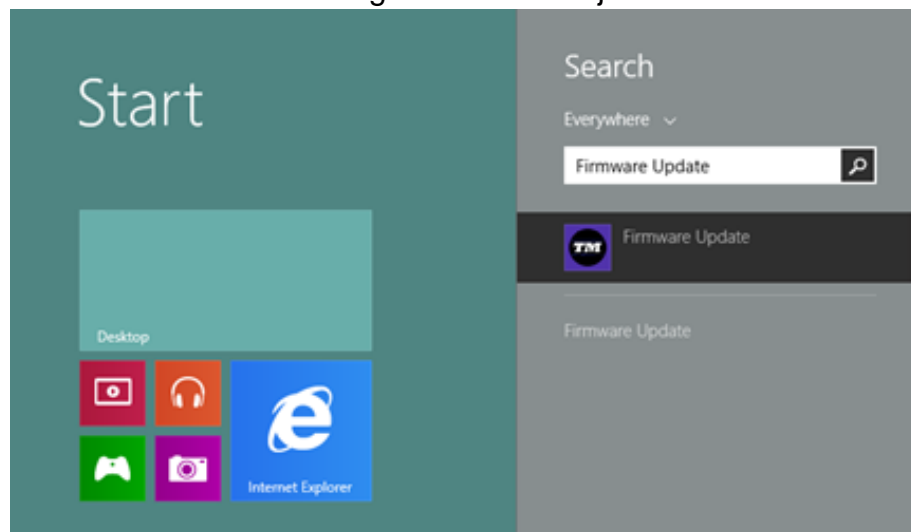 Start
Desktop
Internet Explorer
Search
Everywhere
Firmware Update
TM
Firmware Update
Firmware Update